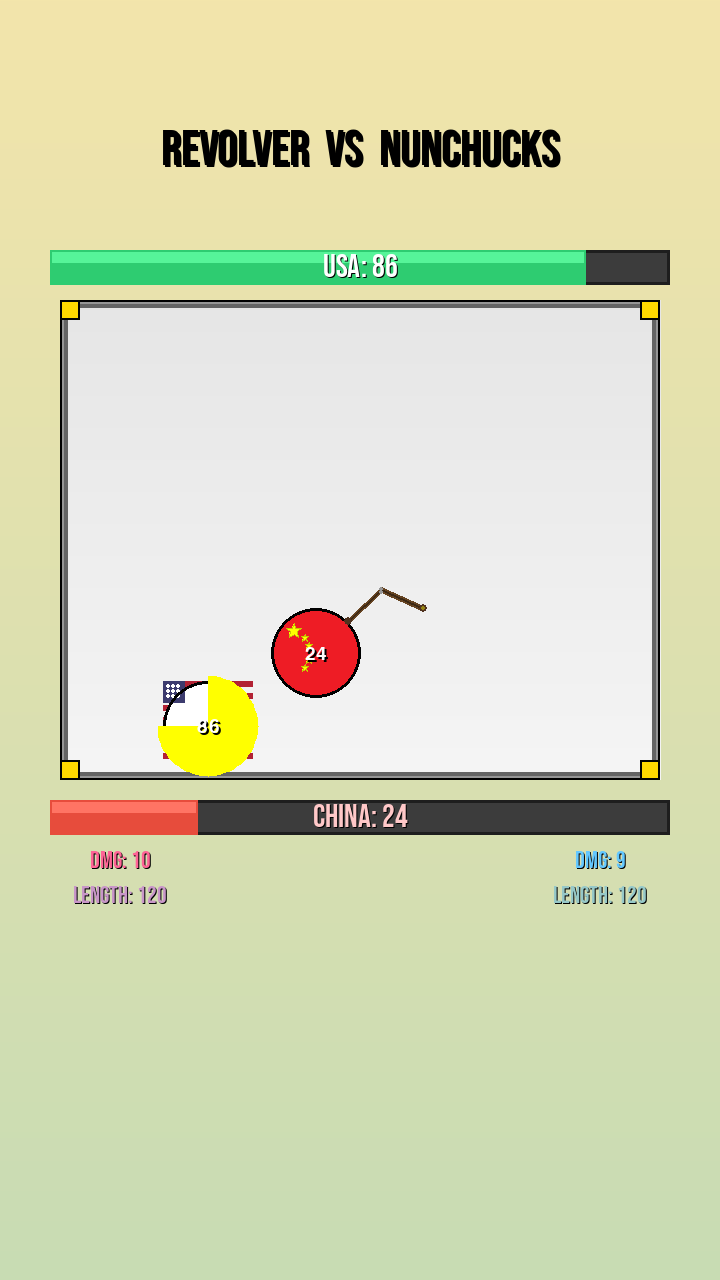 REVOLVER VS NUNCHUCKS
USA: 86
24
86
CHINA: 24
DMG: 10
DMG: 9
LENGTH: 120
LENGTH: 120